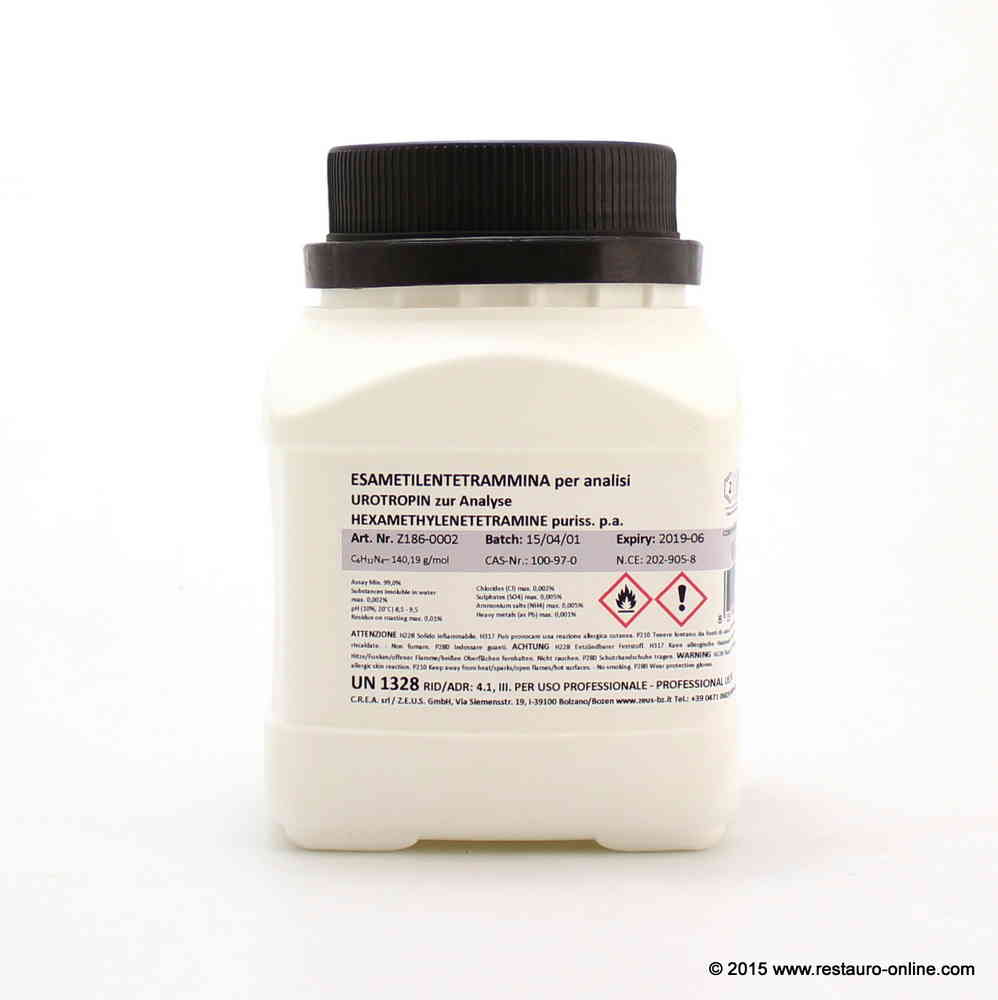 ESAMETILENTETRAMMINA per analisi
UROTROPIN zur Analyse
HEXAMETHYLENETETRAMINE puriss. p.a.
Art. Nr. Z186-0002 Batch: 15/04/01 Expiry: 2019-06
C₆H₁₂N₄– 140,19 g/mol CAS-Nr.: 100-97-0 N.CE: 202-905-8
Assay Min. 99,0%
Substances insoluble in water
max. 0,002%
pH (10%, 20°C) 8,5 - 9,5
Residue on roasting max. 0,01%
Chlorides (Cl) max. 0,002%
Sulphates (SO4) max. 0,005%
Ammonium salts (NH4) max. 0,005%
Heavy metals (as Pb) max. 0,001%
ATTENZIONE H228 Solido infiammabile. H317 Può provocare una reazione allergica cutanea. P210 Tenere lontano da fonti di
riscaldate. - Non fumare. P280 Indossare guanti. ACHTUNG H228 Entzündbarer Feststoff. H317 Kann allergische
Hitze/Funken/offener Flamme/heißen Oberflächen fernhalten. Nicht rauchen. P280 Schutzhandschuhe tragen. WARNING H228
allergic skin reaction. P210 Keep away from heat/sparks/open flames/hot surfaces. - No smoking. P280 Wear protective gloves.
UN 1328 RID/ADR: 4.1, III. PER USO PROFESSIONALE - PROFESSIONAL
C.R.E.A. srl / Z.E.U.S. GmbH, Via Siemensstr. 19, I-39100 Bolzano/Bozen www.zeus-bz.it Tel.: +39 0471
© 2015 www.restauro-online.com